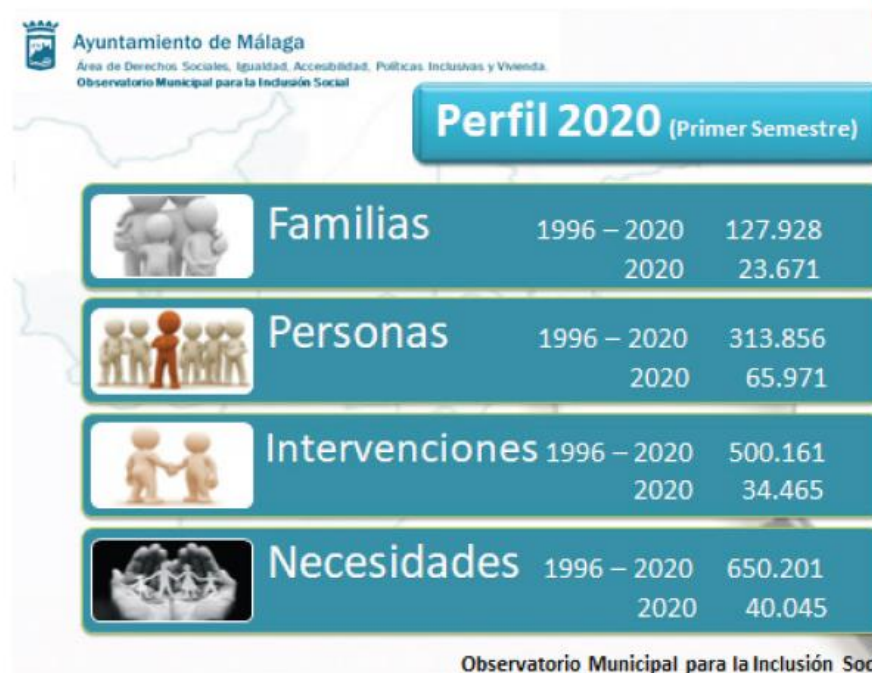 Ayuntamiento de Málaga
Área de Derechos Sociales, Igualdad, Accesibilidad, Políticas Inclusivas y Vivienda.
Observatorio Municipal para la Inclusión Social
Perfil 2020 (Primer Semestre)
Familias 1996 – 2020 127.928
2020 23.671
Personas 1996 – 2020 313.856
2020 65.971
Intervenciones 1996 – 2020 500.161
2020 34.465
Necesidades 1996 – 2020 650.201
2020 40.045
Observatorio Municipal para la Inclusión Soc